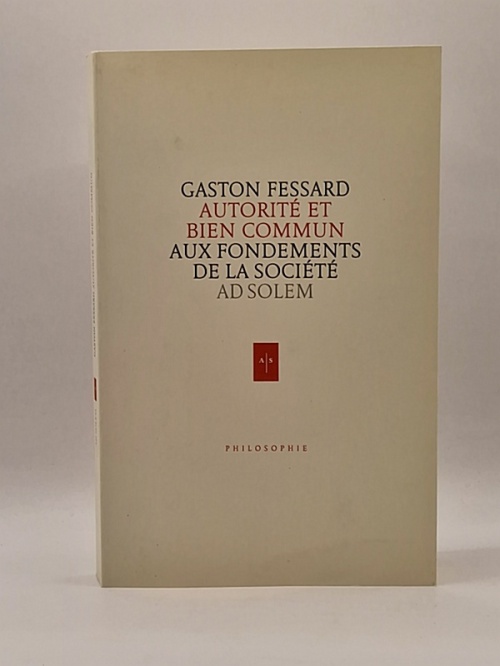 GASTON FESSARD
AUTORITÉ ET
BIEN COMMUN
AUX FONDEMENTS
DE LA SOCIÉTÉ
AD SOLEM
A|S
PHILOSOPHIE